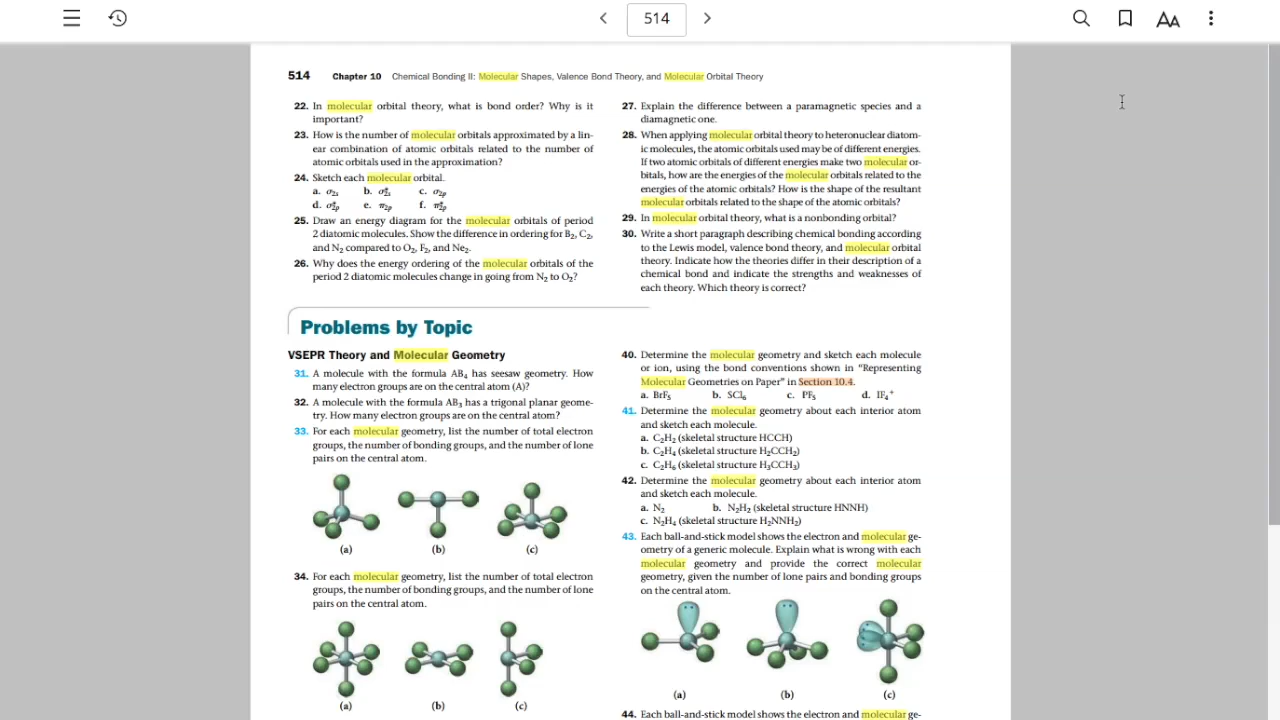 514
514 Chapter 10 Chemical Bonding II: Molecular Shapes, Valence Bond Theory, and Molecular Orbital Theory
22. In molecular orbital theory, what is bond order? Why is it
important?
23. How is the number of molecular orbitals approximated by a lin-
ear combination of atomic orbitals related to the number of
atomic orbitals used in the approximation?
24. Sketch each molecular orbital.
a. σ₂ₛ b. σ*₂ₛ c. σ₂ₚ
d. σ*₂ₚ e. π₂ₚ f. π*₂ₚ
25. Draw an energy diagram for the molecular orbitals of period
2 diatomic molecules. Show the difference in ordering for B₂, C₂,
and N₂ compared to O₂, F₂, and Ne₂.
26. Why does the energy ordering of the molecular orbitals of the
period 2 diatomic molecules change in going from N₂ to O₂?
27. Explain the difference between a paramagnetic species and a
diamagnetic one.
28. When applying molecular orbital theory to heteronuclear diatom-
ic molecules, the atomic orbitals used may be of different energies.
If two atomic orbitals of different energies make two molecular or-
bitals, how are the energies of the molecular orbitals related to the
energies of the atomic orbitals? How is the shape of the resultant
molecular orbitals related to the shape of the atomic orbitals?
29. In molecular orbital theory, what is a nonbonding orbital?
30. Write a short paragraph describing chemical bonding according
to the Lewis model, valence bond theory, and molecular orbital
theory. Indicate how the theories differ in their description of a
chemical bond and indicate the strengths and weaknesses of
each theory. Which theory is correct?
Problems by Topic
VSEPR Theory and Molecular Geometry
31. A molecule with the formula AB₄ has seesaw geometry. How
many electron groups are on the central atom (A)?
32. A molecule with the formula AB₃ has a trigonal planar geome-
try. How many electron groups are on the central atom?
33. For each molecular geometry, list the number of total electron
groups, the number of bonding groups, and the number of lone
pairs on the central atom.
(a) (b) (c)
34. For each molecular geometry, list the number of total electron
groups, the number of bonding groups, and the number of lone
pairs on the central atom.
(a) (b) (c)
40. Determine the molecular geometry and sketch each molecule
or ion, using the bond conventions shown in “Representing
Molecular Geometries on Paper” in Section 10.4.
a. BrF₅ b. SCl₆ c. PF₅ d. IF₄⁺
41. Determine the molecular geometry about each interior atom
and sketch each molecule.
a. C₂H₂ (skeletal structure HCCH)
b. C₂H₄ (skeletal structure H₂CCH₂)
c. C₂H₆ (skeletal structure H₃CCH₃)
42. Determine the molecular geometry about each interior atom
and sketch each molecule.
a. N₂ b. N₂H₂ (skeletal structure HNNH)
c. N₂H₄ (skeletal structure H₂NNH₂)
43. Each ball-and-stick model shows the electron and molecular ge-
ometry of a generic molecule. Explain what is wrong with each
molecular geometry and provide the correct molecular
geometry, given the number of lone pairs and bonding groups
on the central atom.
(a) (b) (c)
44. Each ball-and-stick model shows the electron and molecular ge-